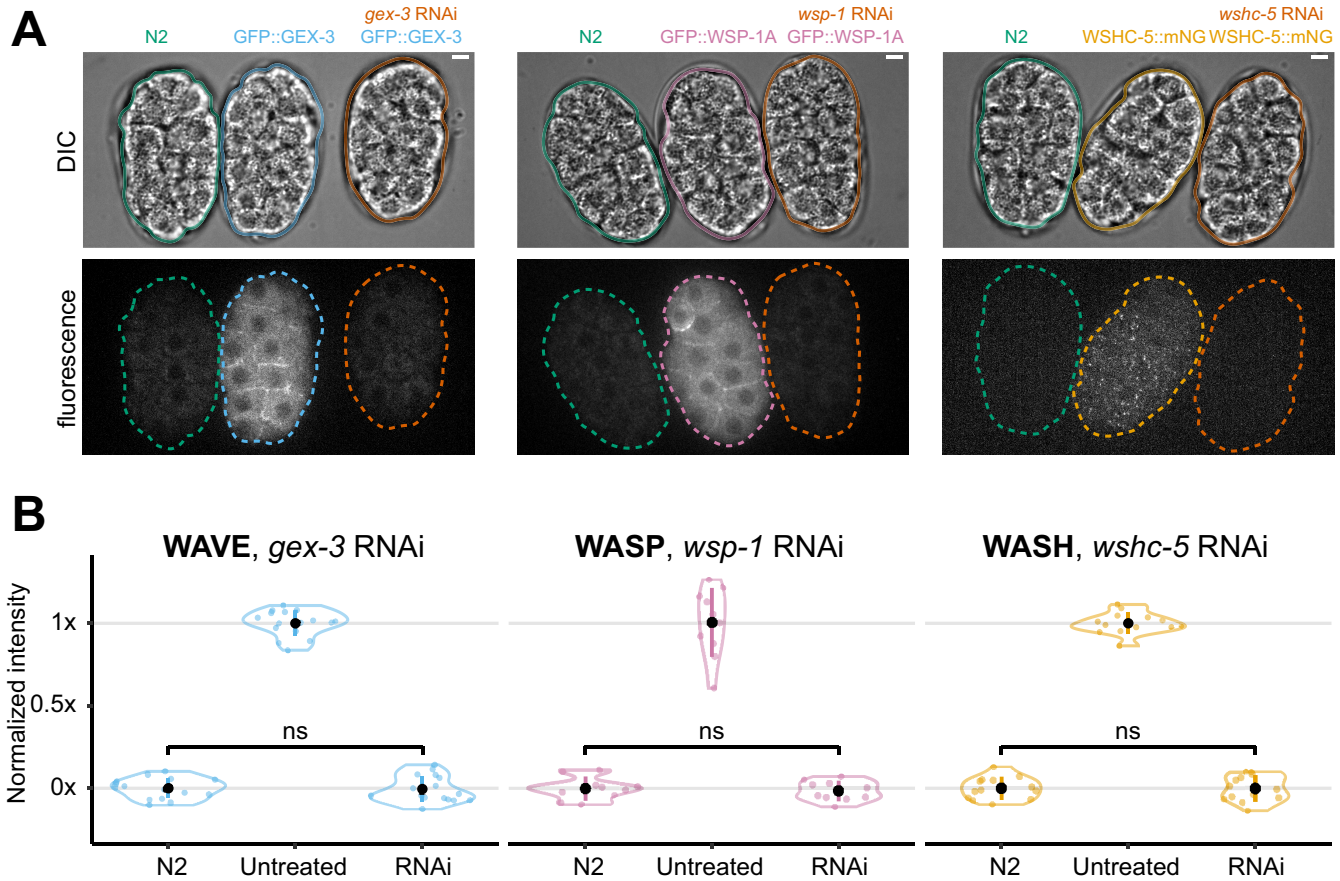 A
gex-3 RNAi
N2 GFP::GEX-3 GFP::GEX-3
wsp-1 RNAi
GFP::WSP-1A GFP::WSP-1A
wshc-5 RNAi
N2 WSHC-5::mNG WSHC-5::mNG
N2
DIC
fluorescence
B
WAVE, gex-3 RNAi
WASP, wsp-1 RNAi
WASH, wshc-5 RNAi
Normalized intensity
1x
0.5x
0x
ns
ns
ns
N2 Untreated RNAi
N2 Untreated RNAi
N2 Untreated RNAi